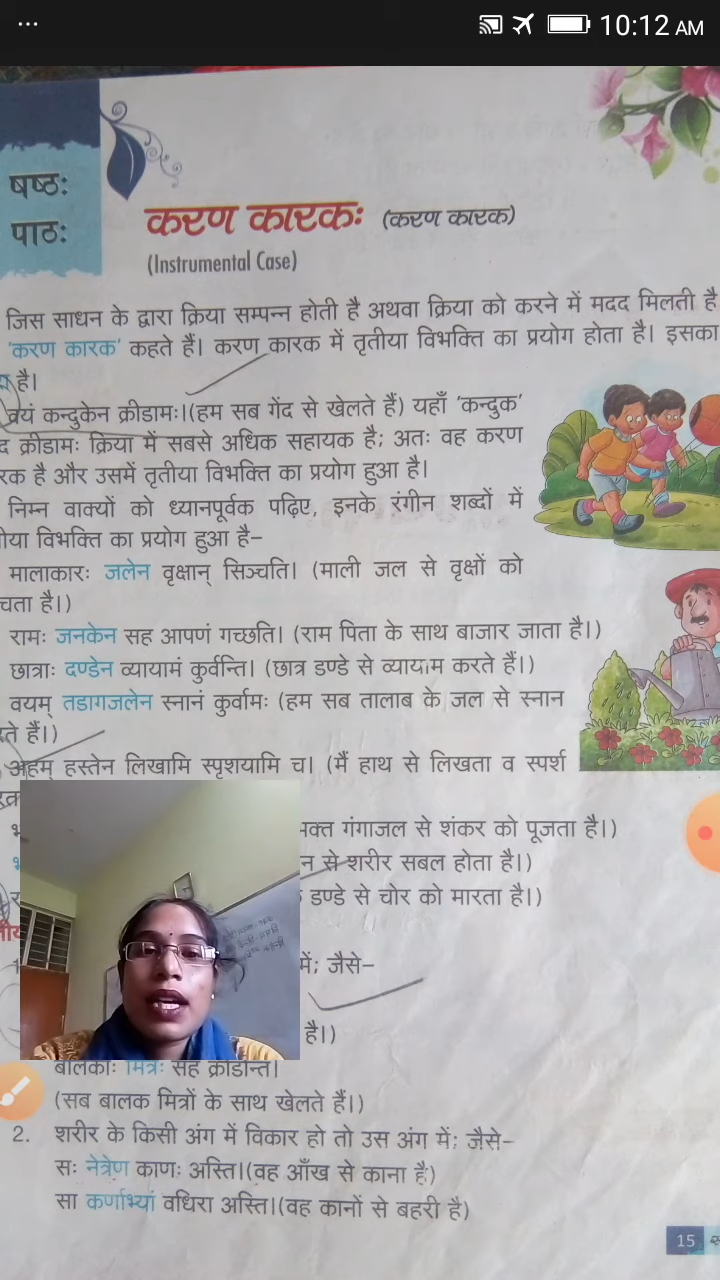 10:12 AM
षष्ठः
पाठः
करण कारकः (करण कारक)
(Instrumental Case)
जिस साधन के द्वारा क्रिया सम्पन्न होती है अथवा क्रिया को करने में मदद मिलती है
'करण कारक' कहते हैं। करण कारक में तृतीया विभक्ति का प्रयोग होता है। इसका
है।
वयं कन्दुकेन क्रीडामः।(हम सब गेंद से खेलते हैं) यहाँ 'कन्दुक'
क्रीडामः क्रिया में सबसे अधिक सहायक है; अतः वह करण
है और उसमें तृतीया विभक्ति का प्रयोग हुआ है।
निम्न वाक्यों को ध्यानपूर्वक पढ़िए, इनके रंगीन शब्दों में
विभक्ति का प्रयोग हुआ है–
मालाकारः जलेन वृक्षान् सिञ्चति। (माली जल से वृक्षों को
है।)
रामः जनकेन सह आपणं गच्छति। (राम पिता के साथ बाजार जाता है।)
छात्राः दण्डेन व्यायामं कुर्वन्ति। (छात्र डण्डे से व्यायाम करते हैं।)
वयम् तडागजलेन स्नानं कुर्वामः (हम सब तालाब के जल से स्नान
हैं।)
अहम् हस्तेन लिखामि स्पृशयामि च। (मैं हाथ से लिखता व स्पर्श
गंगाजल से शंकर को पूजता है।)
से शरीर सबल होता है।)
डण्डे से चोर को मारता है।)
में; जैसे–
है।)
बालकाः मित्रैः सह क्रीडन्ति।
(सब बालक मित्रों के साथ खेलते हैं।)
2. शरीर के किसी अंग में विकार हो तो उस अंग में; जैसे–
सः नेत्रेण काणः अस्ति।(वह आँख से काना है)
सा कर्णाभ्यां वधिरा अस्ति।(वह कानों से बहरी है)
15